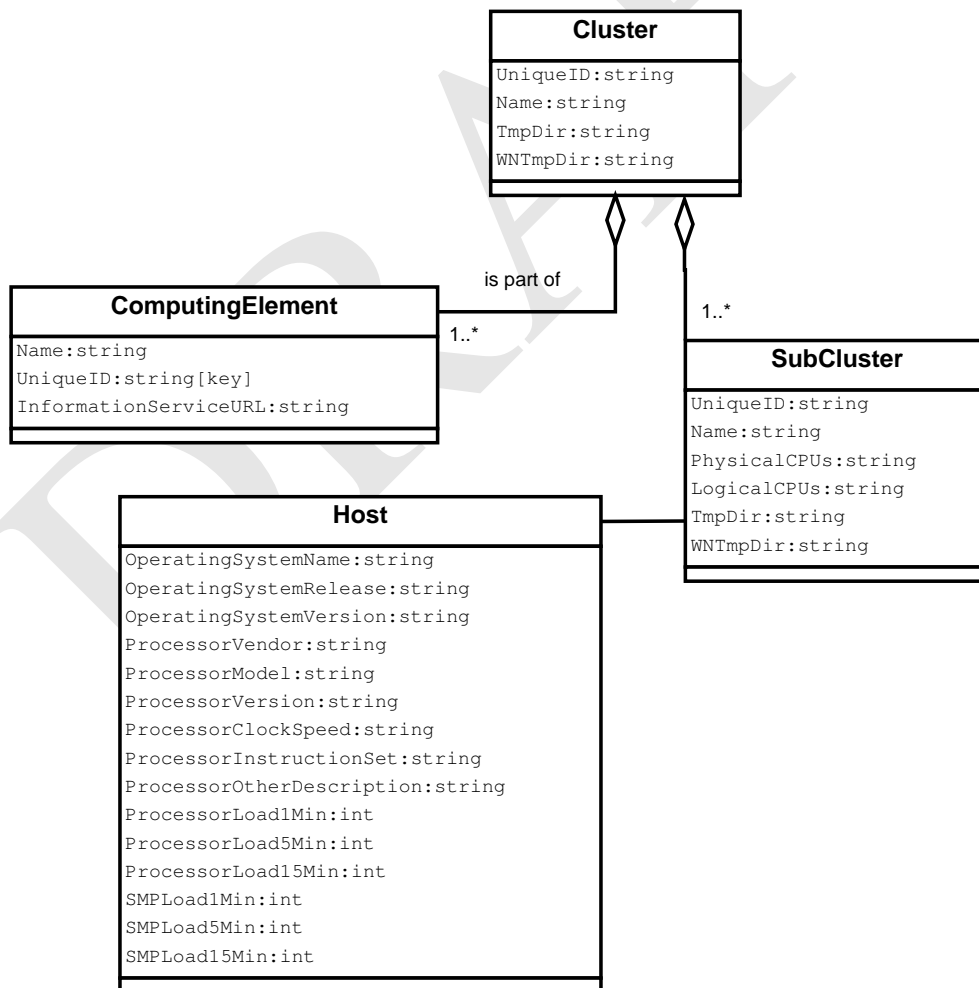 Cluster
UniqueID:string
Name:string
TmpDir:string
WNTmpDir:string
is part of
1..*
1..*
ComputingElement
Name:string
UniqueID:string[key]
InformationServiceURL:string
SubCluster
UniqueID:string
Name:string
PhysicalCPUs:string
LogicalCPUs:string
TmpDir:string
WNTmpDir:string
Host
OperatingSystemName:string
OperatingSystemRelease:string
OperatingSystemVersion:string
ProcessorVendor:string
ProcessorModel:string
ProcessorVersion:string
ProcessorClockSpeed:string
ProcessorInstructionSet:string
ProcessorOtherDescription:string
ProcessorLoad1Min:int
ProcessorLoad5Min:int
ProcessorLoad15Min:int
SMPLoad1Min:int
SMPLoad5Min:int
SMPLoad15Min:int
DRA